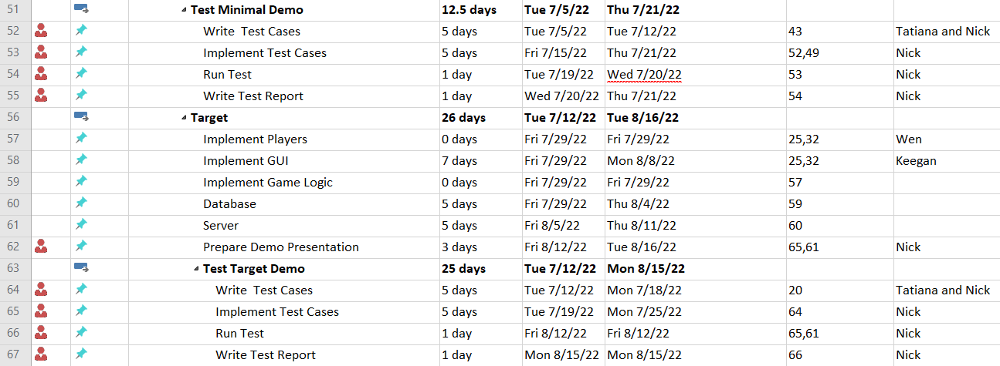 51 Test Minimal Demo 12.5 days Tue 7/5/22 Thu 7/21/22
52 Write  Test Cases 5 days Tue 7/5/22 Tue 7/12/22 43 Tatiana and Nick
53 Implement Test Cases 5 days Fri 7/15/22 Thu 7/21/22 52,49 Nick
54 Run Test 1 day Tue 7/19/22 Wed 7/20/22 53 Nick
55 Write Test Report 1 day Wed 7/20/22 Thu 7/21/22 54 Nick
56 Target 26 days Tue 7/12/22 Tue 8/16/22
57 Implement Players 0 days Fri 7/29/22 Fri 7/29/22 25,32 Wen
58 Implement GUI 7 days Fri 7/29/22 Mon 8/8/22 25,32 Keegan
59 Implement Game Logic 0 days Fri 7/29/22 Fri 7/29/22 57
60 Database 5 days Fri 7/29/22 Thu 8/4/22 59
61 Server 5 days Fri 8/5/22 Thu 8/11/22 60
62 Prepare Demo Presentation 3 days Fri 8/12/22 Tue 8/16/22 65,61 Nick
63 Test Target Demo 25 days Tue 7/12/22 Mon 8/15/22
64 Write  Test Cases 5 days Tue 7/12/22 Mon 7/18/22 20 Tatiana and Nick
65 Implement Test Cases 5 days Tue 7/19/22 Mon 7/25/22 64 Nick
66 Run Test 1 day Fri 8/12/22 Fri 8/12/22 65,61 Nick
67 Write Test Report 1 day Mon 8/15/22 Mon 8/15/22 66 Nick